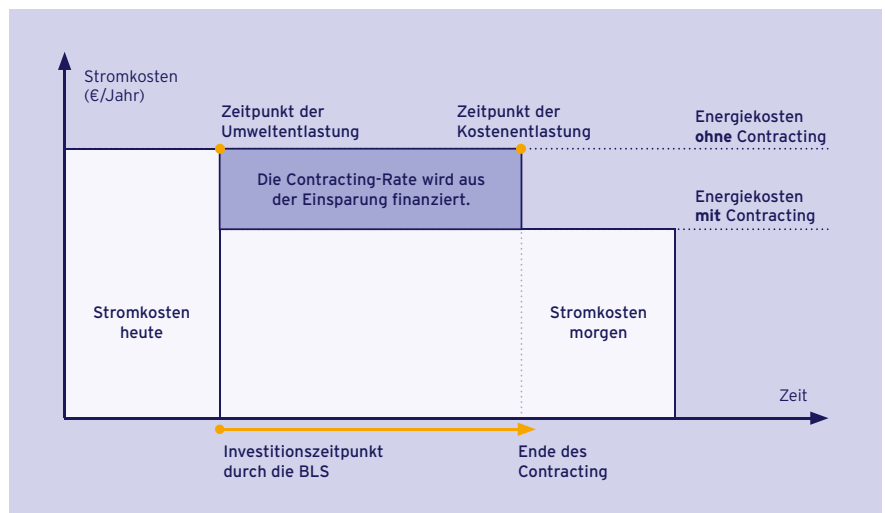 Stromkosten
(€/Jahr)
Zeitpunkt der
Umweltentlastung
Zeitpunkt der
Kostenentlastung
Energiekosten
ohne Contracting
Die Contracting-Rate wird aus
der Einsparung finanziert.
Energiekosten
mit Contracting
Stromkosten
heute
Stromkosten
morgen
Zeit
Investitionszeitpunkt
durch die BLS
Ende des
Contracting